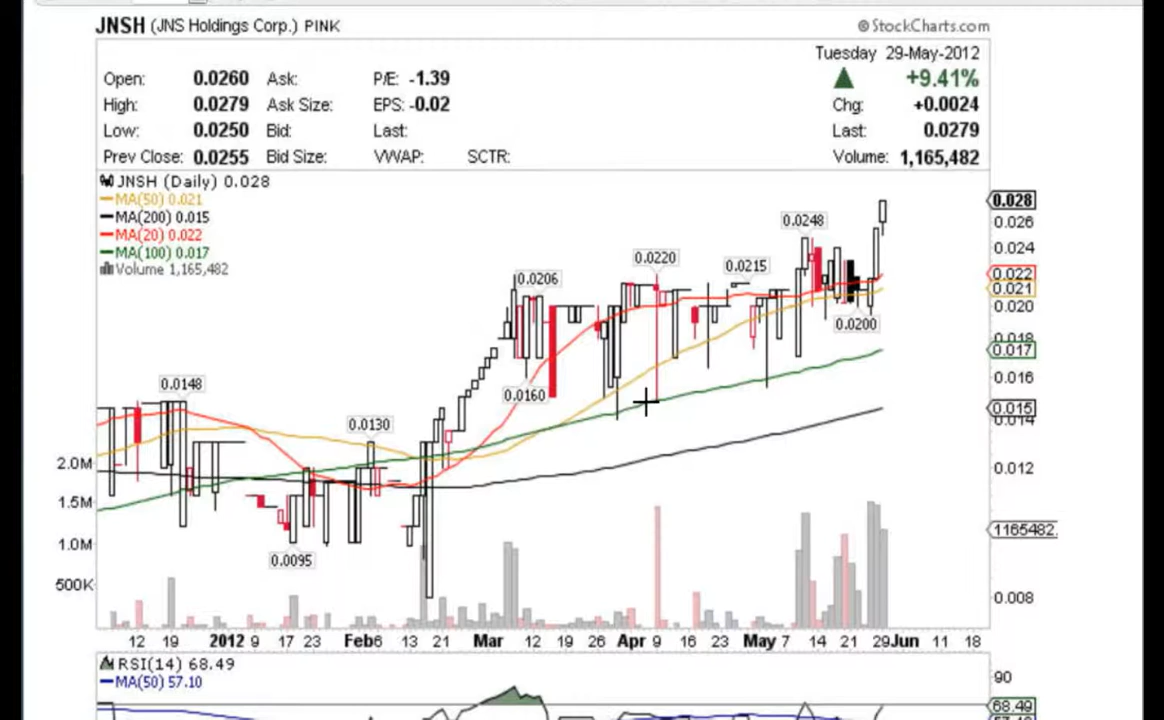 JNSH (JNS Holdings Corp.) PINK
© StockCharts.com
Tuesday 29-May-2012
Open: 0.0260 Ask: P/E: -1.39 +9.41%
High: 0.0279 Ask Size: EPS: -0.02 Chg: +0.0024
Low: 0.0250 Bid: Last: Last: 0.0279
Prev Close: 0.0255 Bid Size: VWAP: SCTR: Volume: 1,165,482
JNSH (Daily) 0.028
MA(50) 0.021
MA(200) 0.015
MA(20) 0.022
MA(100) 0.017
Volume 1,165,482
0.028
0.026
0.024
0.022
0.021
0.020
0.018
0.017
0.016
0.015
0.014
0.012
1165482.
0.008
0.0248
0.0220
0.0215
0.0206
0.0200
0.0160
0.0148
0.0130
0.0095
2.0M
1.5M
1.0M
500K
12 19 2012 9 17 23 Feb 6 13 21 Mar 12 19 26 Apr 9 16 23 May 7 14 21 29 Jun 11 18
RSI(14) 68.49
MA(50) 57.10
90
68.49